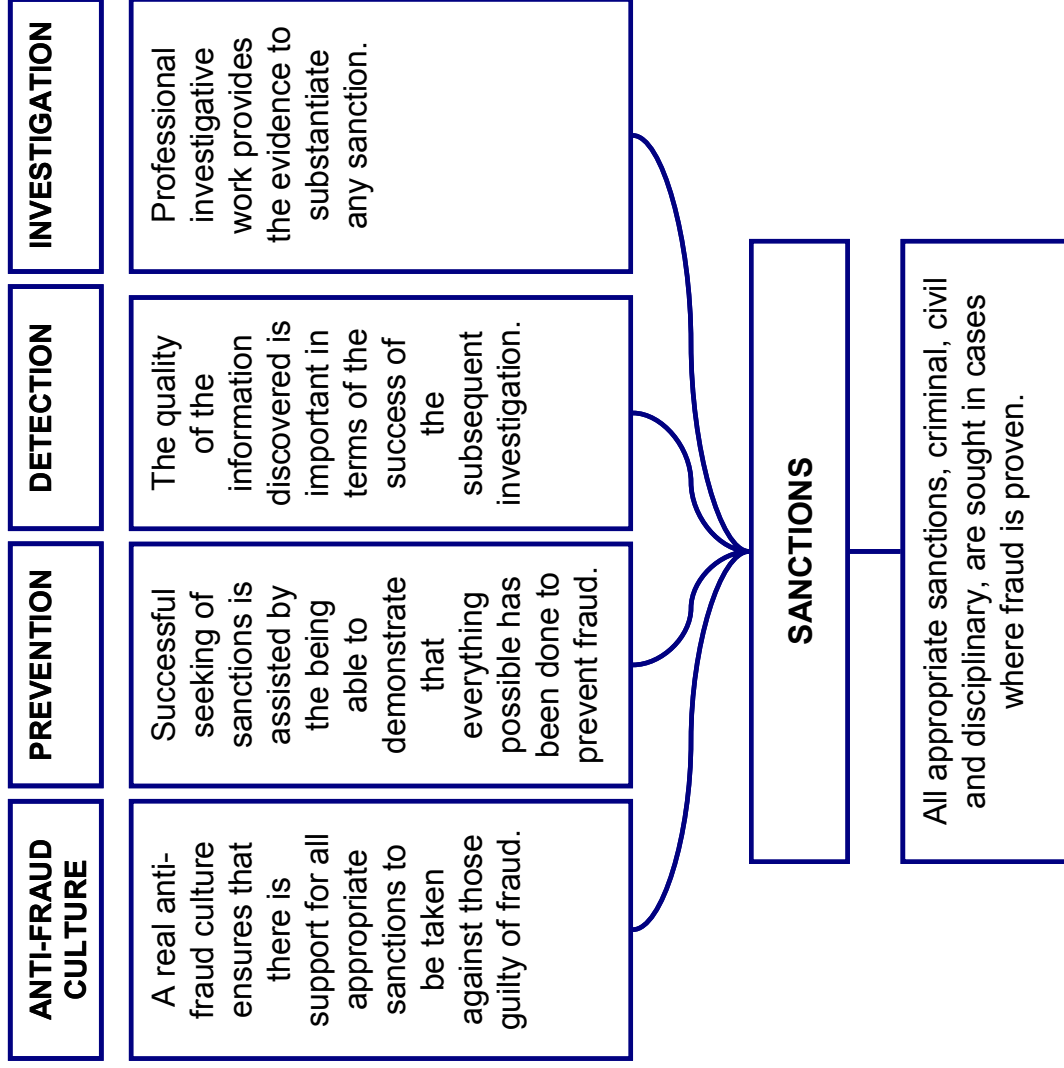 ANTI-FRAUD
CULTURE
A real anti-
fraud culture
ensures that
there is
support for all
appropriate
sanctions to
be taken
against those
guilty of fraud.
PREVENTION
Successful
seeking of
sanctions is
assisted by
the being
able to
demonstrate
that
everything
possible has
been done to
prevent fraud.
DETECTION
The quality
of the
information
discovered is
important in
terms of the
success of
the
subsequent
investigation.
INVESTIGATION
Professional
investigative
work provides
the evidence to
substantiate
any sanction.
SANCTIONS
All appropriate sanctions, criminal, civil
and disciplinary, are sought in cases
where fraud is proven.